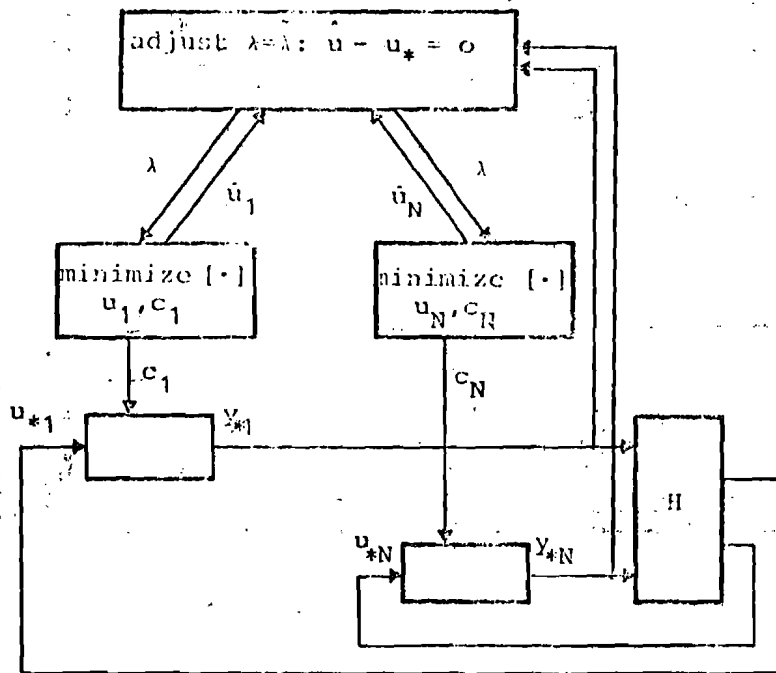 adjust λ=λ̂: û - u* = o
λ
û1
ûN
λ
minimize [·]
u1,c1
minimize [·]
uN,cN
c1
cN
u*1
y*1
H
u*N
y*N